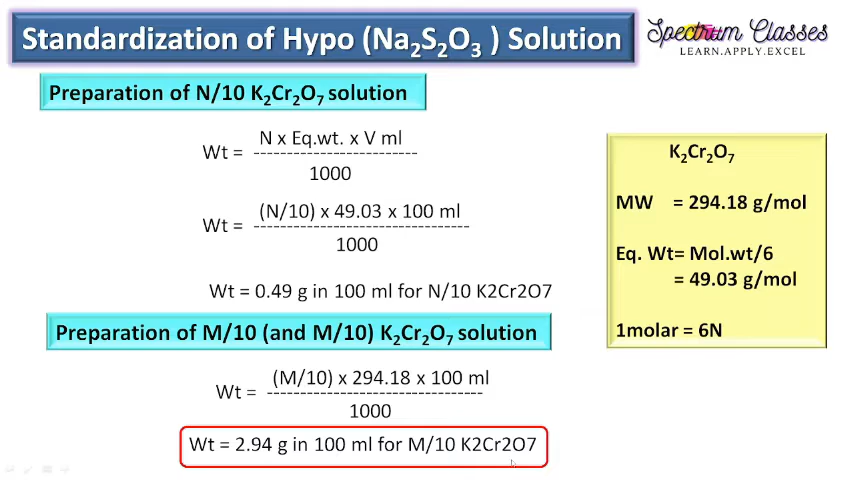 Standardization of Hypo (Na₂S₂O₃ ) Solution
Spectrum Classes
LEARN.APPLY.EXCEL
Preparation of N/10 K₂Cr₂O₇ solution
N x Eq.wt. x V ml
Wt = -------------------------
1000
(N/10) x 49.03 x 100 ml
Wt = ---------------------------------
1000
Wt = 0.49 g in 100 ml for N/10 K2Cr2O7
Preparation of M/10 (and M/10) K₂Cr₂O₇ solution
(M/10) x 294.18 x 100 ml
Wt = ---------------------------------
1000
Wt = 2.94 g in 100 ml for M/10 K2Cr2O7
K₂Cr₂O₇
MW = 294.18 g/mol
Eq. Wt= Mol.wt/6
= 49.03 g/mol
1molar = 6N